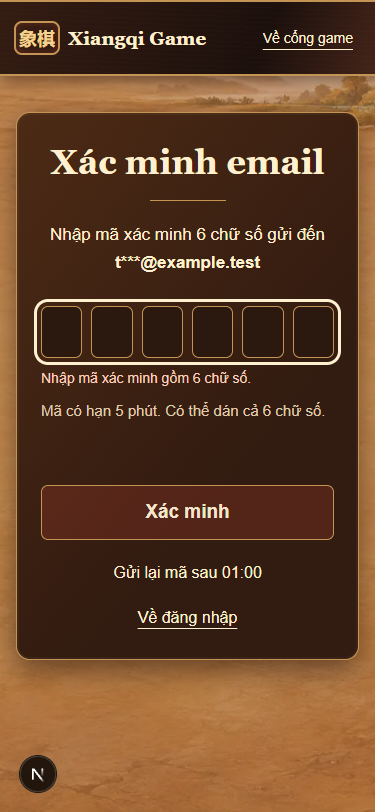 象棋 Xiangqi Game
Về cổng game
Xác minh email
Nhập mã xác minh 6 chữ số gửi đến
t***@example.test
Nhập mã xác minh gồm 6 chữ số.
Mã có hạn 5 phút. Có thể dán cả 6 chữ số.
Xác minh
Gửi lại mã sau 01:00
Về đăng nhập
N